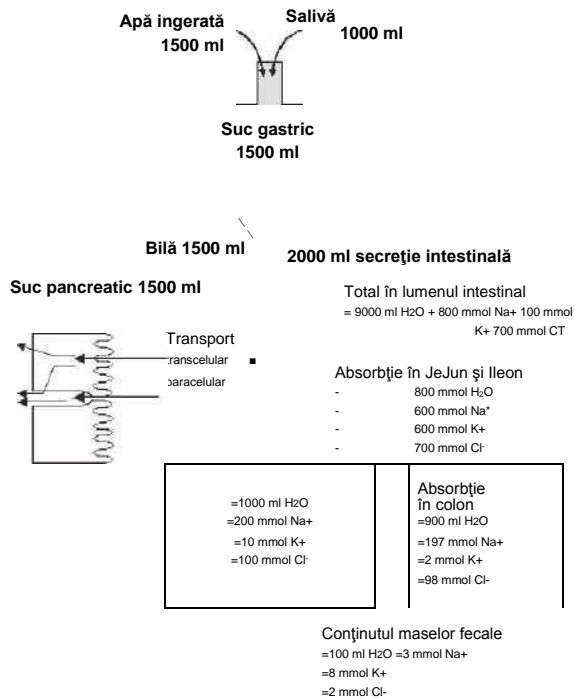 Apă ingerată
1500 ml
Salivă
1000 ml
Suc gastric
1500 ml
Bilă 1500 ml
2000 ml secreţie intestinală
Suc pancreatic 1500 ml
Total în lumenul intestinal
= 9000 ml H2O + 800 mmol Na+ 100 mmol
K+ 700 mmol CT
Transport
transcelular
paracelular
Absorbţie în JeJun şi Ileon
- 800 mmol H2O
- 600 mmol Na*
- 600 mmol K+
- 700 mmol Cl-
=1000 ml H2O
=200 mmol Na+
=10 mmol K+
=100 mmol Cl-
Absorbţie
în colon
=900 ml H2O
=197 mmol Na+
=2 mmol K+
=98 mmol Cl-
Conţinutul maselor fecale
=100 ml H2O =3 mmol Na+
=8 mmol K+
=2 mmol Cl-